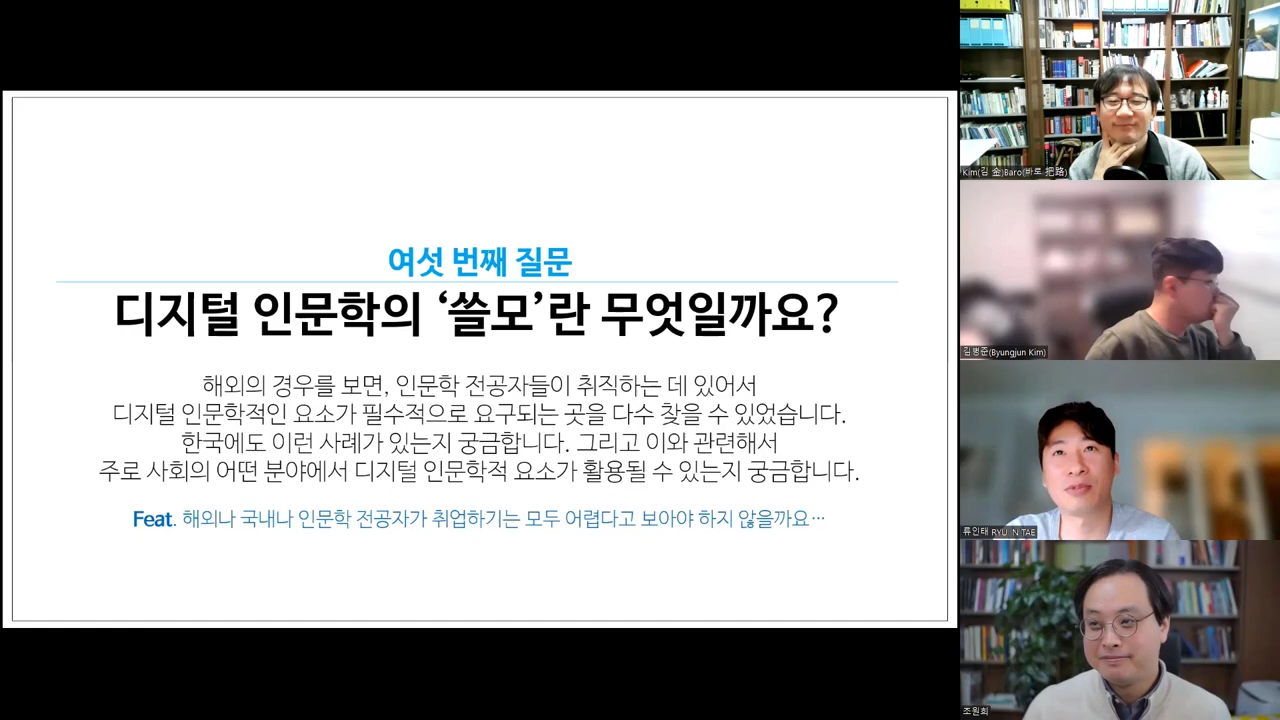 여섯 번째 질문
디지털 인문학의 ‘쓸모’란 무엇일까요?
해외의 경우를 보면, 인문학 전공자들이 취직하는 데 있어서
디지털 인문학적인 요소가 필수적으로 요구되는 곳을 다수 찾을 수 있었습니다.
한국에도 이런 사례가 있는지 궁금합니다. 그리고 이와 관련해서
주로 사회의 어떤 분야에서 디지털 인문학적 요소가 활용될 수 있는지 궁금합니다.
Feat. 해외나 국내나 인문학 전공자가 취업하기는 모두 어렵다고 보아야 하지 않을까요…
Kim(김 金)Baro(바로 把路)
김병준(Byungjun Kim)
류인태 RYU IN TAE
조원희